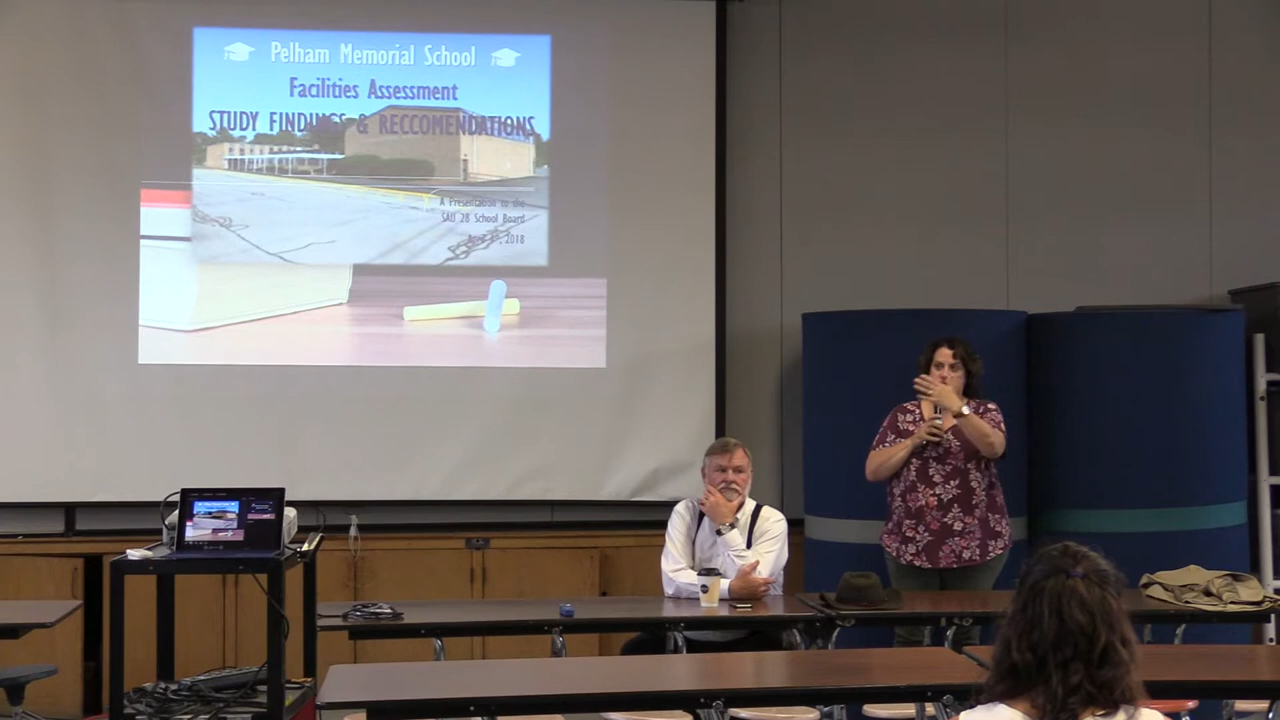 Pelham Memorial School
Facilities Assessment
STUDY FINDINGS & RECCOMENDATIONS
A Presentation to the
SAU 28 School Board
, 2018